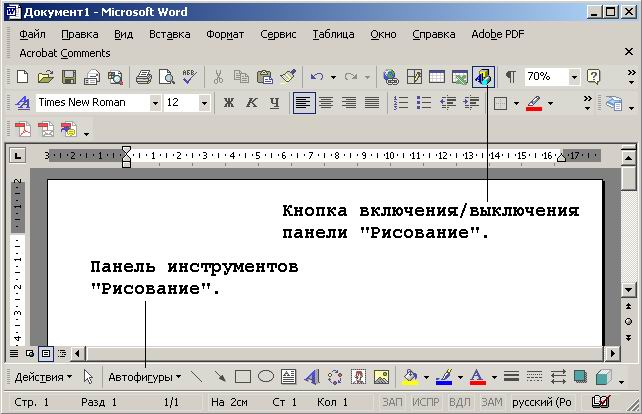 Документ1 - Microsoft Word
Файл Правка Вид Вставка Формат Сервис Таблица Окно Справка Adobe PDF
Acrobat Comments
70%
Times New Roman 12 Ж К Ч
3 2 1 1 2 3 4 5 6 7 8 9 10 11 12 13 14 15 16 17
Кнопка включения/выключения
панели "Рисование".
Панель инструментов
"Рисование".
Действия Автофигуры
Стр. 1 Разд 1 1/1 На 2см Ст 1 Кол 1 ЗАП ИСПР ВДЛ ЗАМ русский (Ро